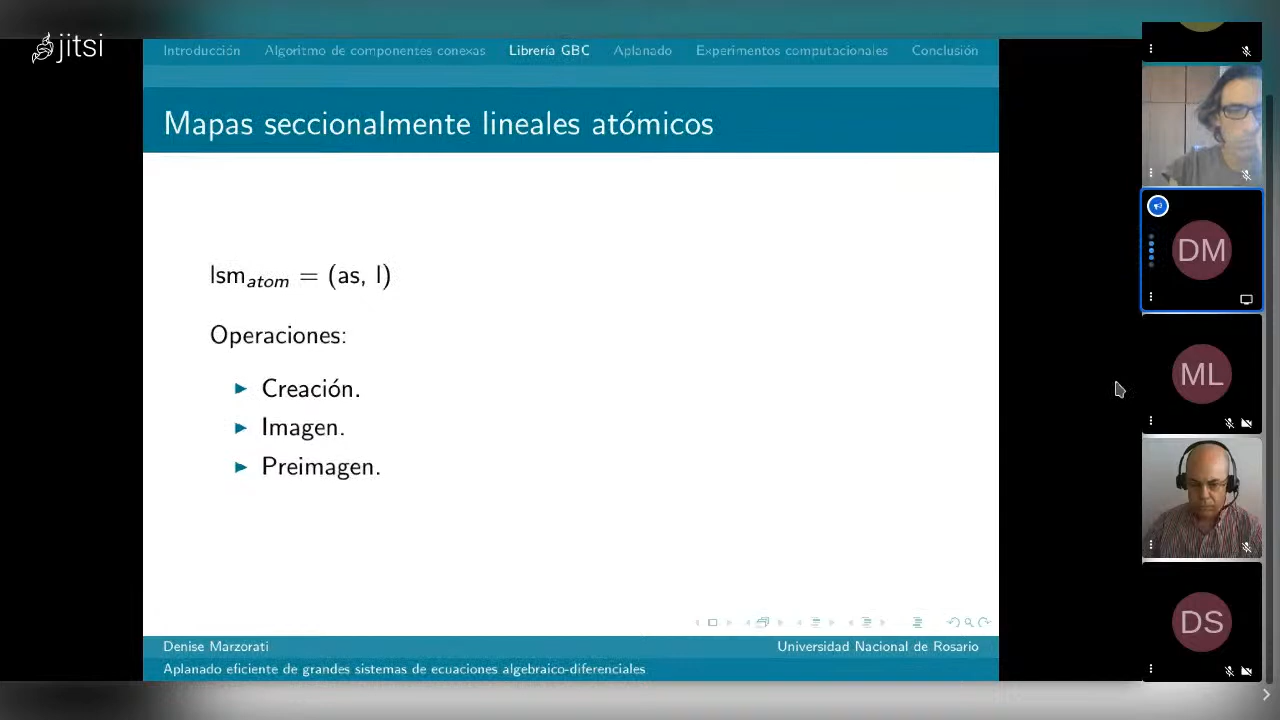 jitsi
Introducción Algoritmo de componentes conexas Librería GBC Aplanado Experimentos computacionales Conclusión
Mapas seccionalmente lineales atómicos
lsm_atom = (as, l)
Operaciones:
Creación.
Imagen.
Preimagen.
Denise Marzorati Universidad Nacional de Rosario
Aplanado eficiente de grandes sistemas de ecuaciones algebraico-diferenciales
DM
ML
DS